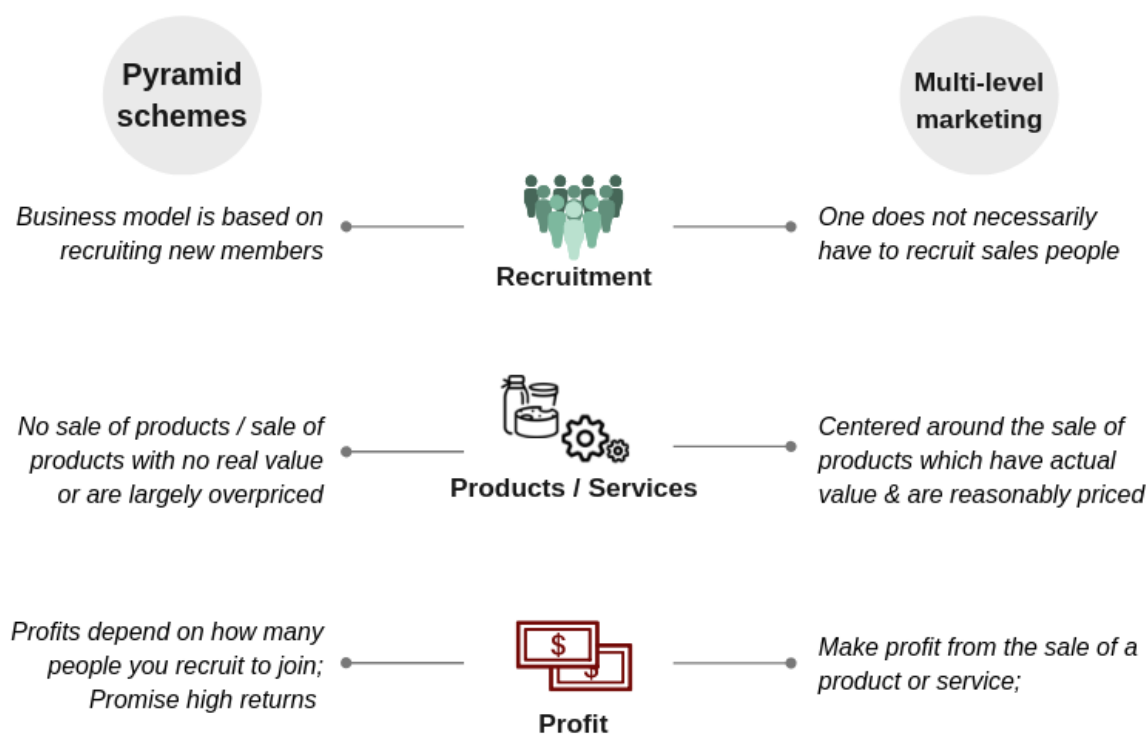 Pyramid
schemes
Multi-level
marketing
Business model is based on
recruiting new members
Recruitment
One does not necessarily
have to recruit sales people
No sale of products / sale of
products with no real value
or are largely overpriced
Products / Services
Centered around the sale of
products which have actual
value & are reasonably priced
Profits depend on how many
people you recruit to join;
Promise high returns
$
$
Profit
Make profit from the sale of a
product or service;